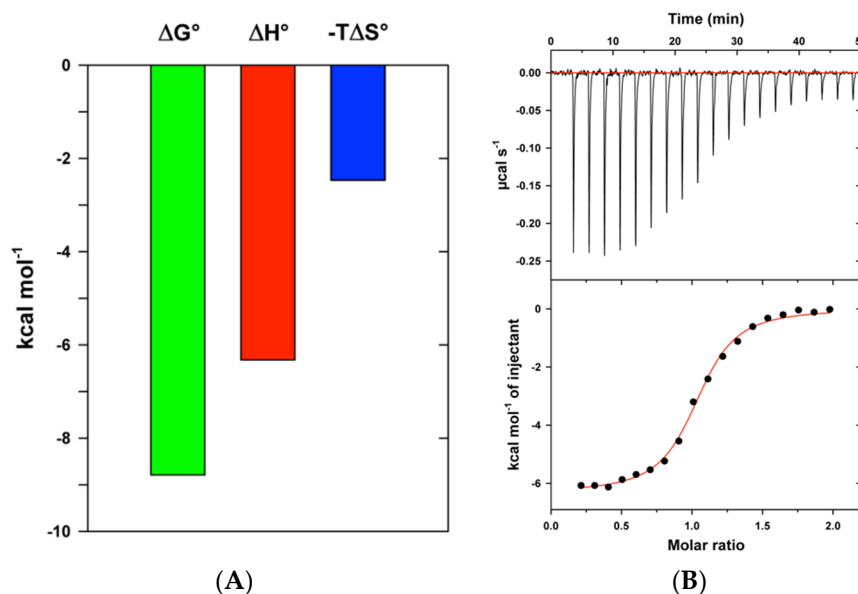 ΔG° ΔH° -TΔS°
0
-2
-4
-6
-8
-10
kcal mol⁻¹
(A)
Time (min)
0 10 20 30 40 50
0.00
-0.05
-0.10
-0.15
-0.20
-0.25
µcal s⁻¹
0
-2
-4
-6
kcal mol⁻¹ of injectant
0.0 0.5 1.0 1.5 2.0
Molar ratio
(B)